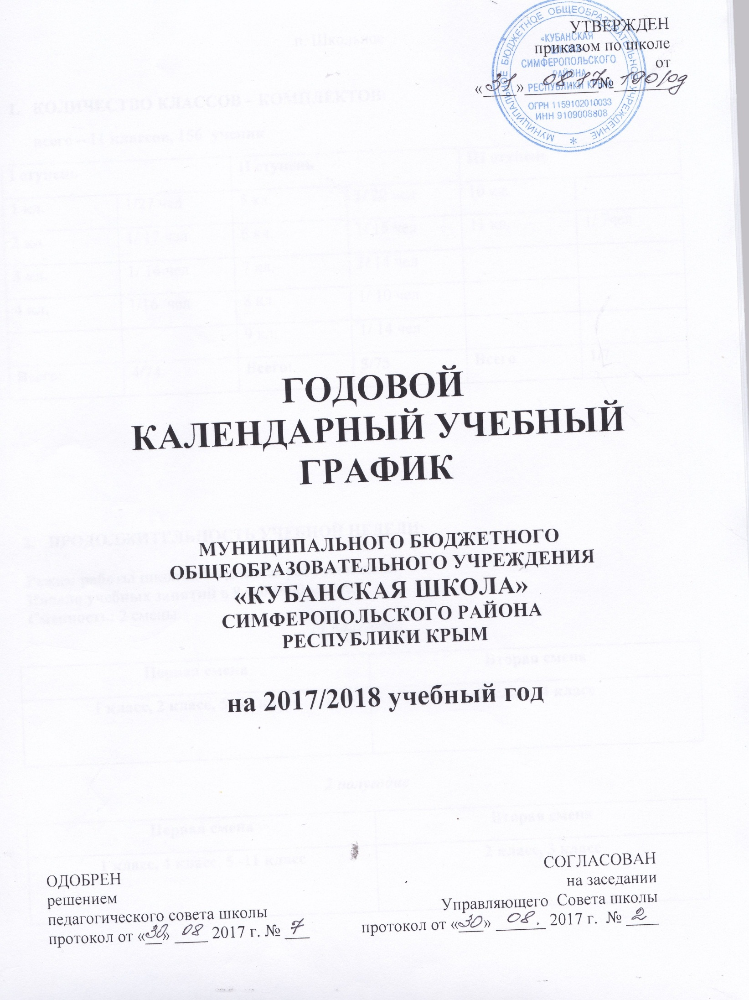 УТВЕРЖДЕН
приказом по школе
от
«31» 08.17 № 190/од
МУНИЦИПАЛЬНОЕ БЮДЖЕТНОЕ ОБЩЕОБРАЗОВАТЕЛЬНОЕ УЧРЕЖДЕНИЕ
«КУБАНСКАЯ
ШКОЛА»
СИМФЕРОПОЛЬСКОГО
РАЙОНА
РЕСПУБЛИКИ КРЫМ
ОГРН 1159102010033
ИНН 9109008808
ГОДОВОЙ
КАЛЕНДАРНЫЙ УЧЕБНЫЙ
ГРАФИК
МУНИЦИПАЛЬНОГО БЮДЖЕТНОГО
ОБЩЕОБРАЗОВАТЕЛЬНОГО УЧРЕЖДЕНИЯ
«КУБАНСКАЯ ШКОЛА»
СИМФЕРОПОЛЬСКОГО РАЙОНА
РЕСПУБЛИКИ КРЫМ
на 2017/2018 учебный год
ОДОБРЕН
решением
педагогического совета школы
протокол от «30» 08 2017 г. № 7
СОГЛАСОВАН
на заседании
Управляющего Совета школы
протокол от «30» 08. 2017 г. № 2